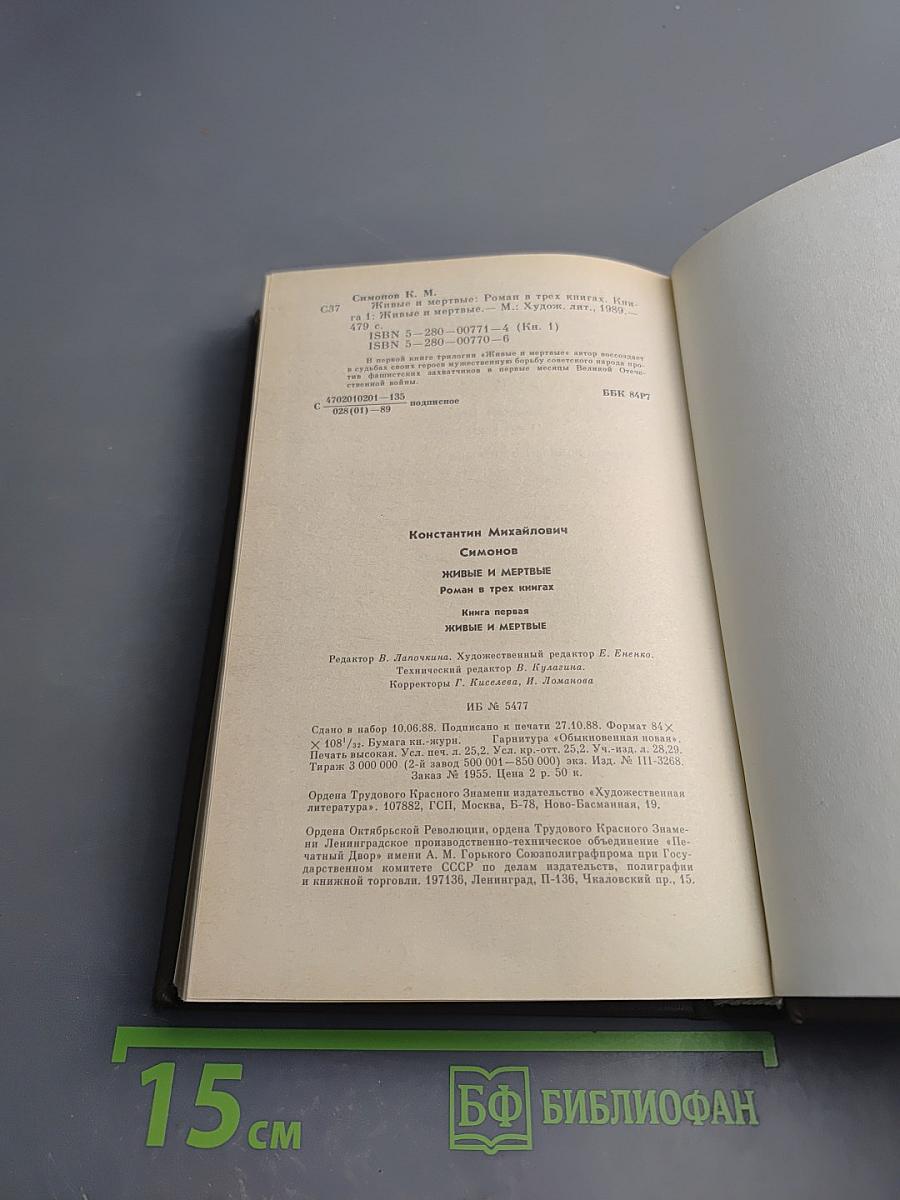 Симонов К. М.
С37 Живые и мертвые: Роман в трех книгах. Кни-
га 1: Живые и мертвые.— М.: Худож. лит., 1989.—
479 с.
ISBN 5—280—00771—4 (Кн. 1)
ISBN 5—280—00770—6
В первой книге трилогии «Живые и мертвые» автор воссоздает
в судьбах своих героев мужественную борьбу советского народа про-
тив фашистских захватчиков в первые месяцы Великой Отече-
ственной войны.
С 4702010201—135 подписное ББК 84Р7
028(01)—89
Константин Михайлович
Симонов
ЖИВЫЕ И МЕРТВЫЕ
Роман в трех книгах
Книга первая
ЖИВЫЕ И МЕРТВЫЕ
Редактор В. Лапочкина. Художественный редактор Е. Ененко.
Технический редактор В. Кулагина.
Корректоры Г. Киселева, И. Ломанова
ИБ № 5477
Сдано в набор 10.06.88. Подписано к печати 27.10.88. Формат 84×
×108¹/₃₂. Бумага кн.-журн. Гарнитура «Обыкновенная новая».
Печать высокая. Усл. печ. л. 25,2. Усл. кр.-отт. 25,2. Уч.-изд. л. 28,29.
Тираж 3 000 000 (2-й завод 500 001—850 000) экз. Изд. № III-3268.
Заказ № 1955. Цена 2 р. 50 к.
Ордена Трудового Красного Знамени издательство «Художественная
литература». 107882, ГСП, Москва, Б-78, Ново-Басманная, 19.
Ордена Октябрьской Революции, ордена Трудового Красного Знаме-
ни Ленинградское производственно-техническое объединение «Пе-
чатный Двор» имени А. М. Горького Союзполиграфпрома при Госу-
дарственном комитете СССР по делам издательств, полиграфии
и книжной торговли. 197136, Ленинград, П-136, Чкаловский пр., 15.
15 см
БФ БИБЛИОФАН